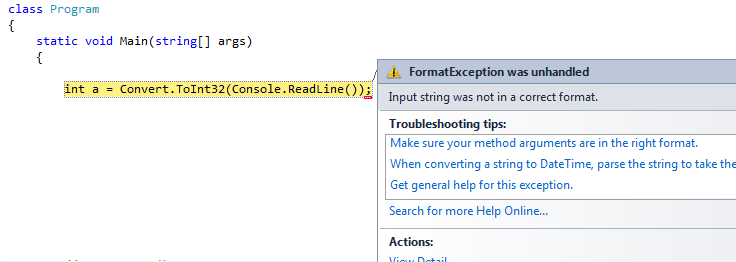 class Program
{
static void Main(string[] args)
{
int a = Convert.ToInt32(Console.ReadLine());
FormatException was unhandled
Input string was not in a correct format.
Troubleshooting tips:
Make sure your method arguments are in the right format.
When converting a string to DateTime, parse the string to take the
Get general help for this exception.
Search for more Help Online...
Actions:
View Detail